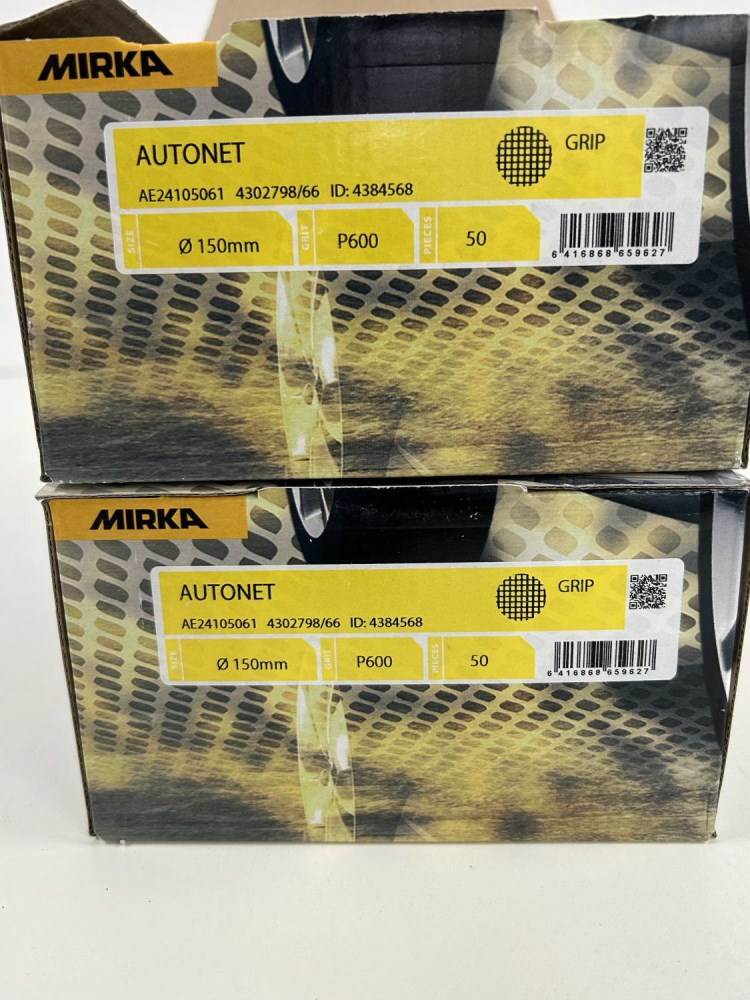 MIRKA
AUTONET
GRIP
AE24105061 4302798/66 ID: 4384568
SIZE
Ø 150mm
GRIT
P600
PIECES
50
6 416868 659627
MIRKA
AUTONET
GRIP
AE24105061 4302798/66 ID: 4384568
SIZE
Ø 150mm
GRIT
P600
PIECES
50
6 416868 659627